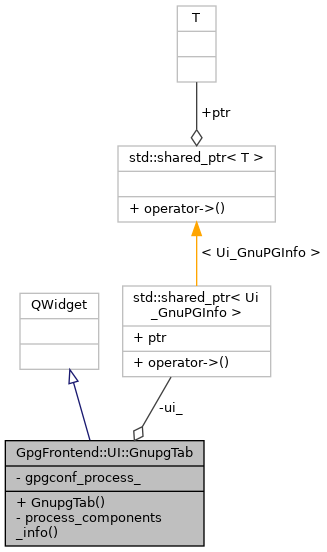 T
+ptr
std::shared_ptr< T >
+ operator->()
< Ui_GnuPGInfo >
std::shared_ptr< Ui
_GnuPGInfo >
+ ptr
+ operator->()
QWidget
-ui_
GpgFrontend::UI::GnupgTab
- gpgconf_process_
+ GnupgTab()
- process_components
_info()